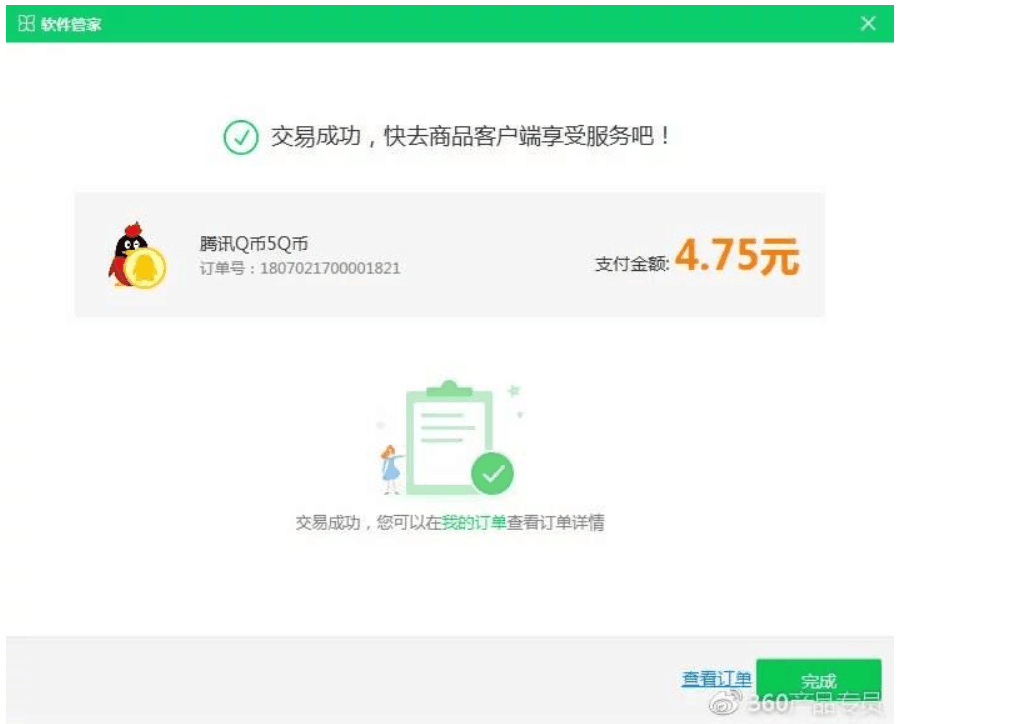 软件管家
交易成功，快去商品客户端享受服务吧！
腾讯Q币5Q币
订单号：1807021700001821
支付金额:4.75元
交易成功，您可以在我的订单查看订单详情
查看订单
完成
360产品专员